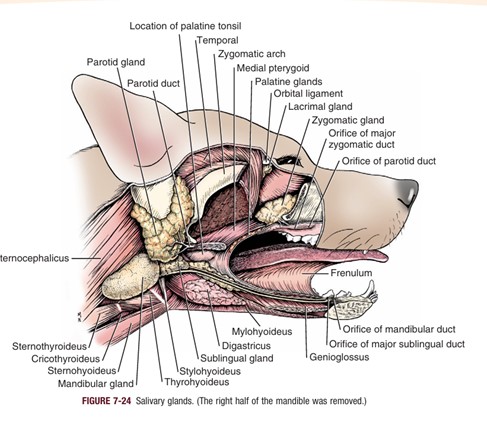 Location of palatine tonsil
Temporal
Zygomatic arch
Parotid gland
Medial pterygoid
Parotid duct
Palatine glands
Orbital ligament
Lacrimal gland
Zygomatic gland
Orifice of major
zygomatic duct
Orifice of parotid duct
ternocephalicus
Frenulum
Mylohyoideus
Orifice of mandibular duct
Sternothyroideus
Digastricus
Orifice of major sublingual duct
Cricothyroideus
Sublingual gland
Genioglossus
Sternohyoideus
Stylohyoideus
Mandibular gland
Thyrohyoideus
FIGURE 7-24 Salivary glands. (The right half of the mandible was removed.)